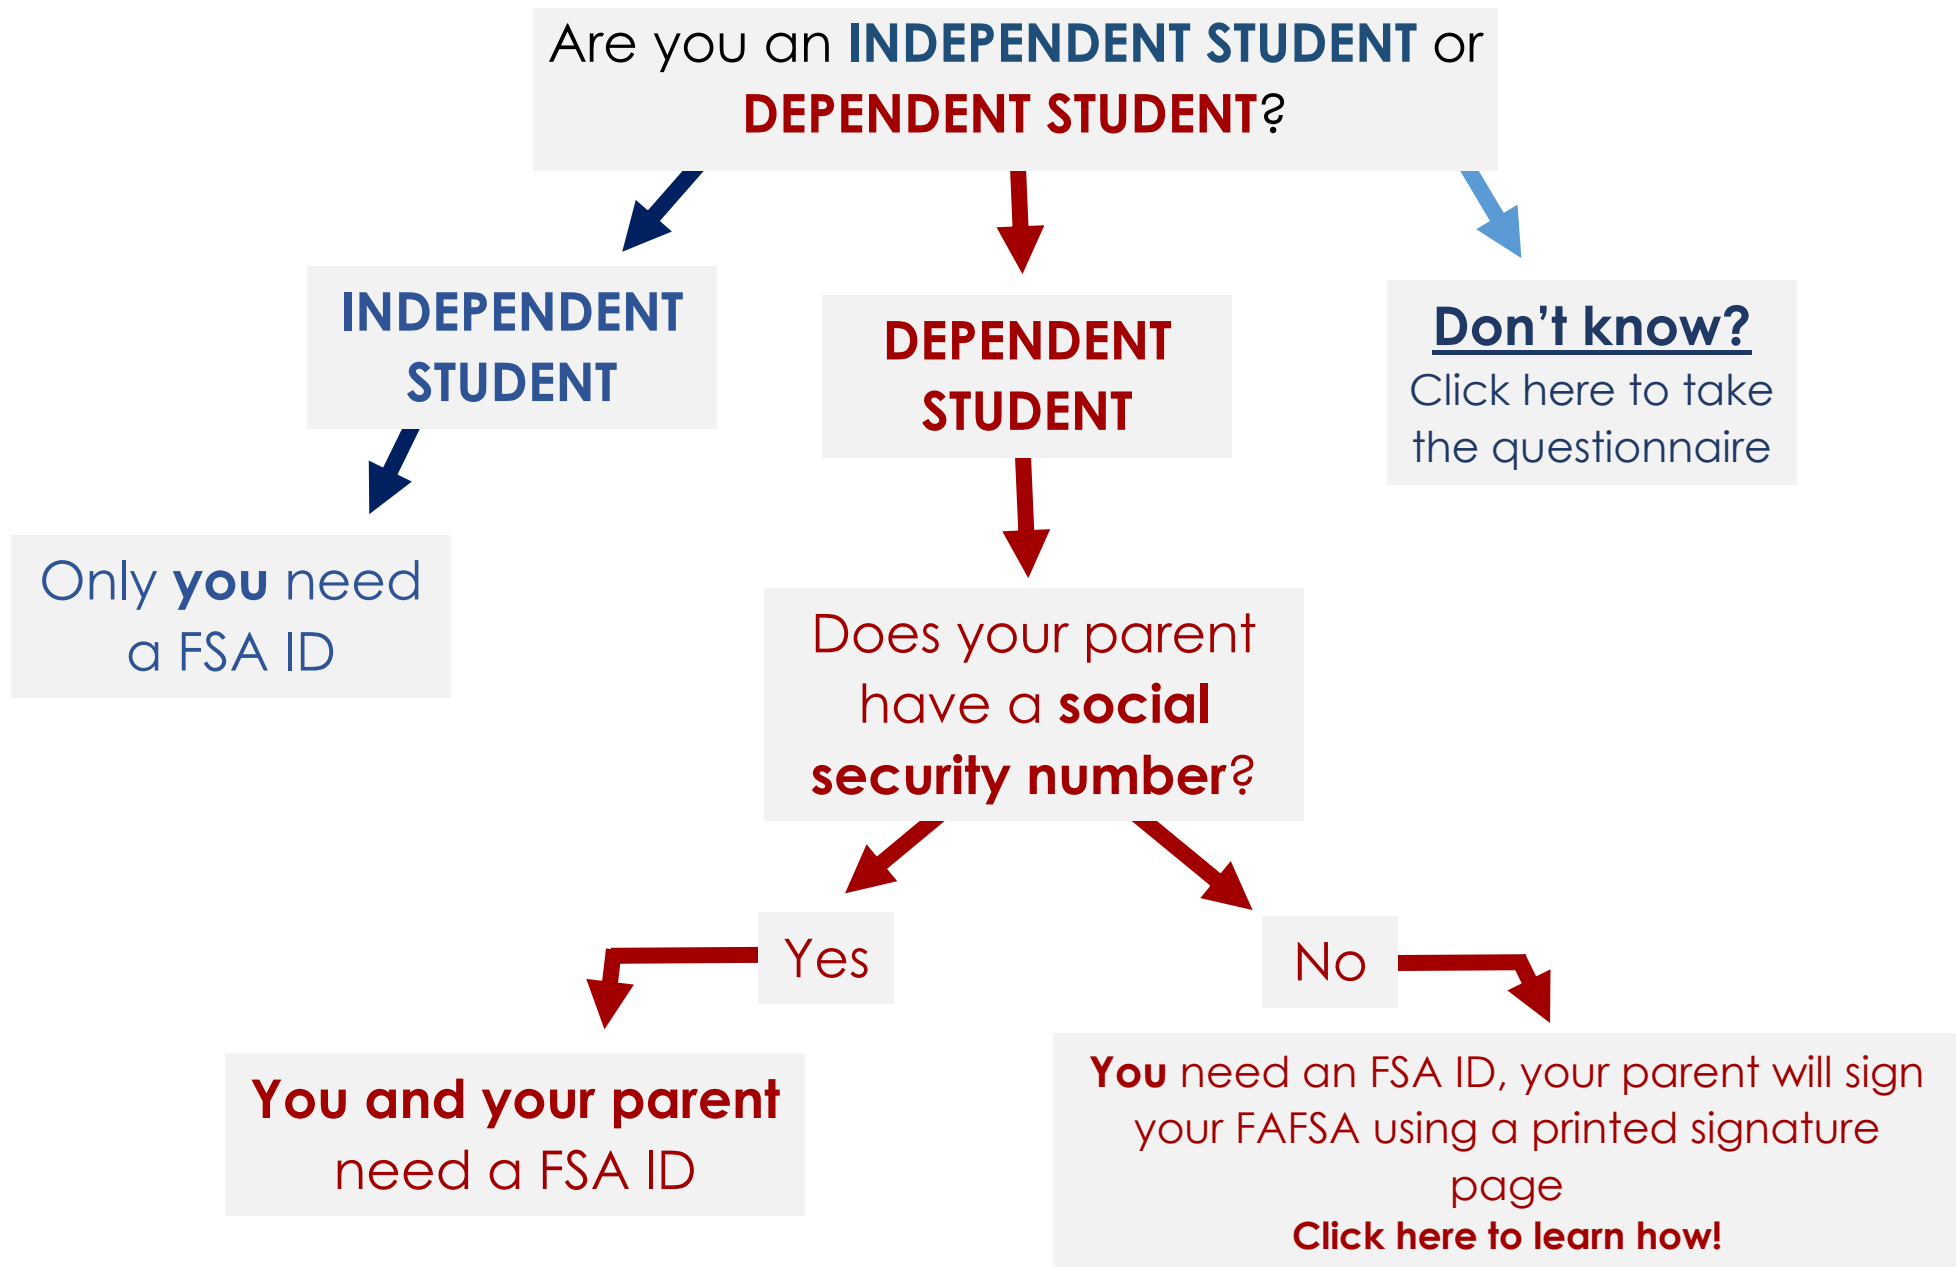 Are you an INDEPENDENT STUDENT or
DEPENDENT STUDENT?
INDEPENDENT
STUDENT
DEPENDENT
STUDENT
Don't know?
Click here to take
the questionnaire
Only you need
a FSA ID
Does your parent
have a social
security number?
Yes
No
You and your parent
need a FSA ID
You need an FSA ID, your parent will sign
your FAFSA using a printed signature
page
Click here to learn how!